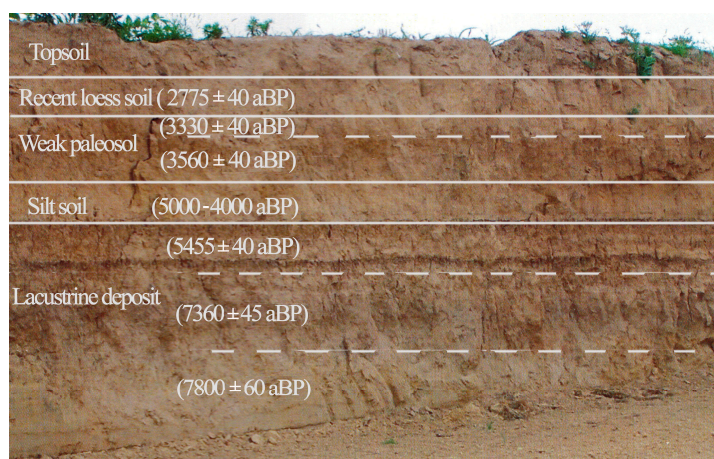 Topsoil
Recent loess soil ( 2775 ± 40 aBP)
(3330 ± 40 aBP)
Weak paleosol
(3560 ± 40 aBP)
Silt soil (5000-4000 aBP)
(5455 ± 40 aBP)
Lacustrine deposit
(7360 ± 45 aBP)
(7800 ± 60 aBP)